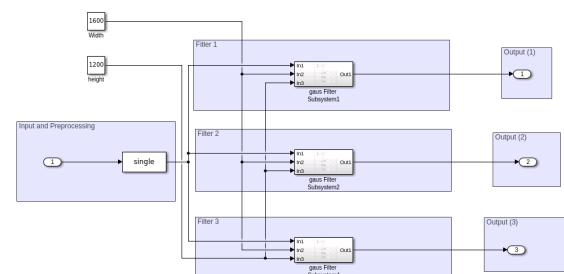 1600
Width
1200
height
Input and Preprocessing
1
single
Filter 1
In1
In2
In3
Out1
gaus Filter
Subsystem1
Output (1)
1
Filter 2
In1
In2
In3
Out1
gaus Filter
Subsystem2
Output (2)
2
Filter 3
In1
In2
In3
Out1
gaus Filter
Output (3)
3